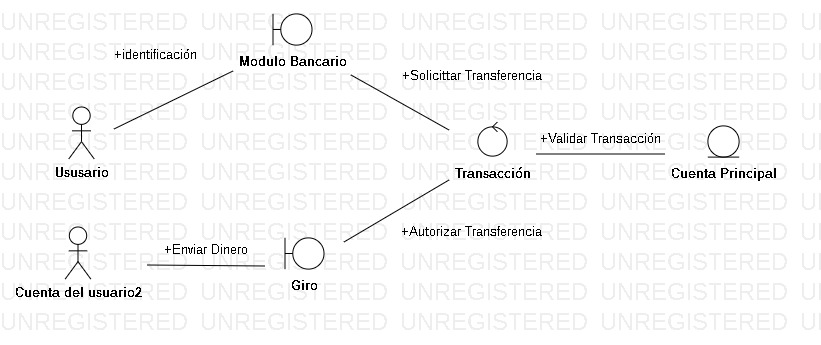 UNREGISTERED UNREGISTERED UNREGISTERED UNREGISTERED UI
+identificación
Modulo Bancario
+Solicittar Transferencia
+Validar Transacción
Ususario
Transacción
Cuenta Principal
+Autorizar Transferencia
+Enviar Dinero
Giro
Cuenta del usuario2